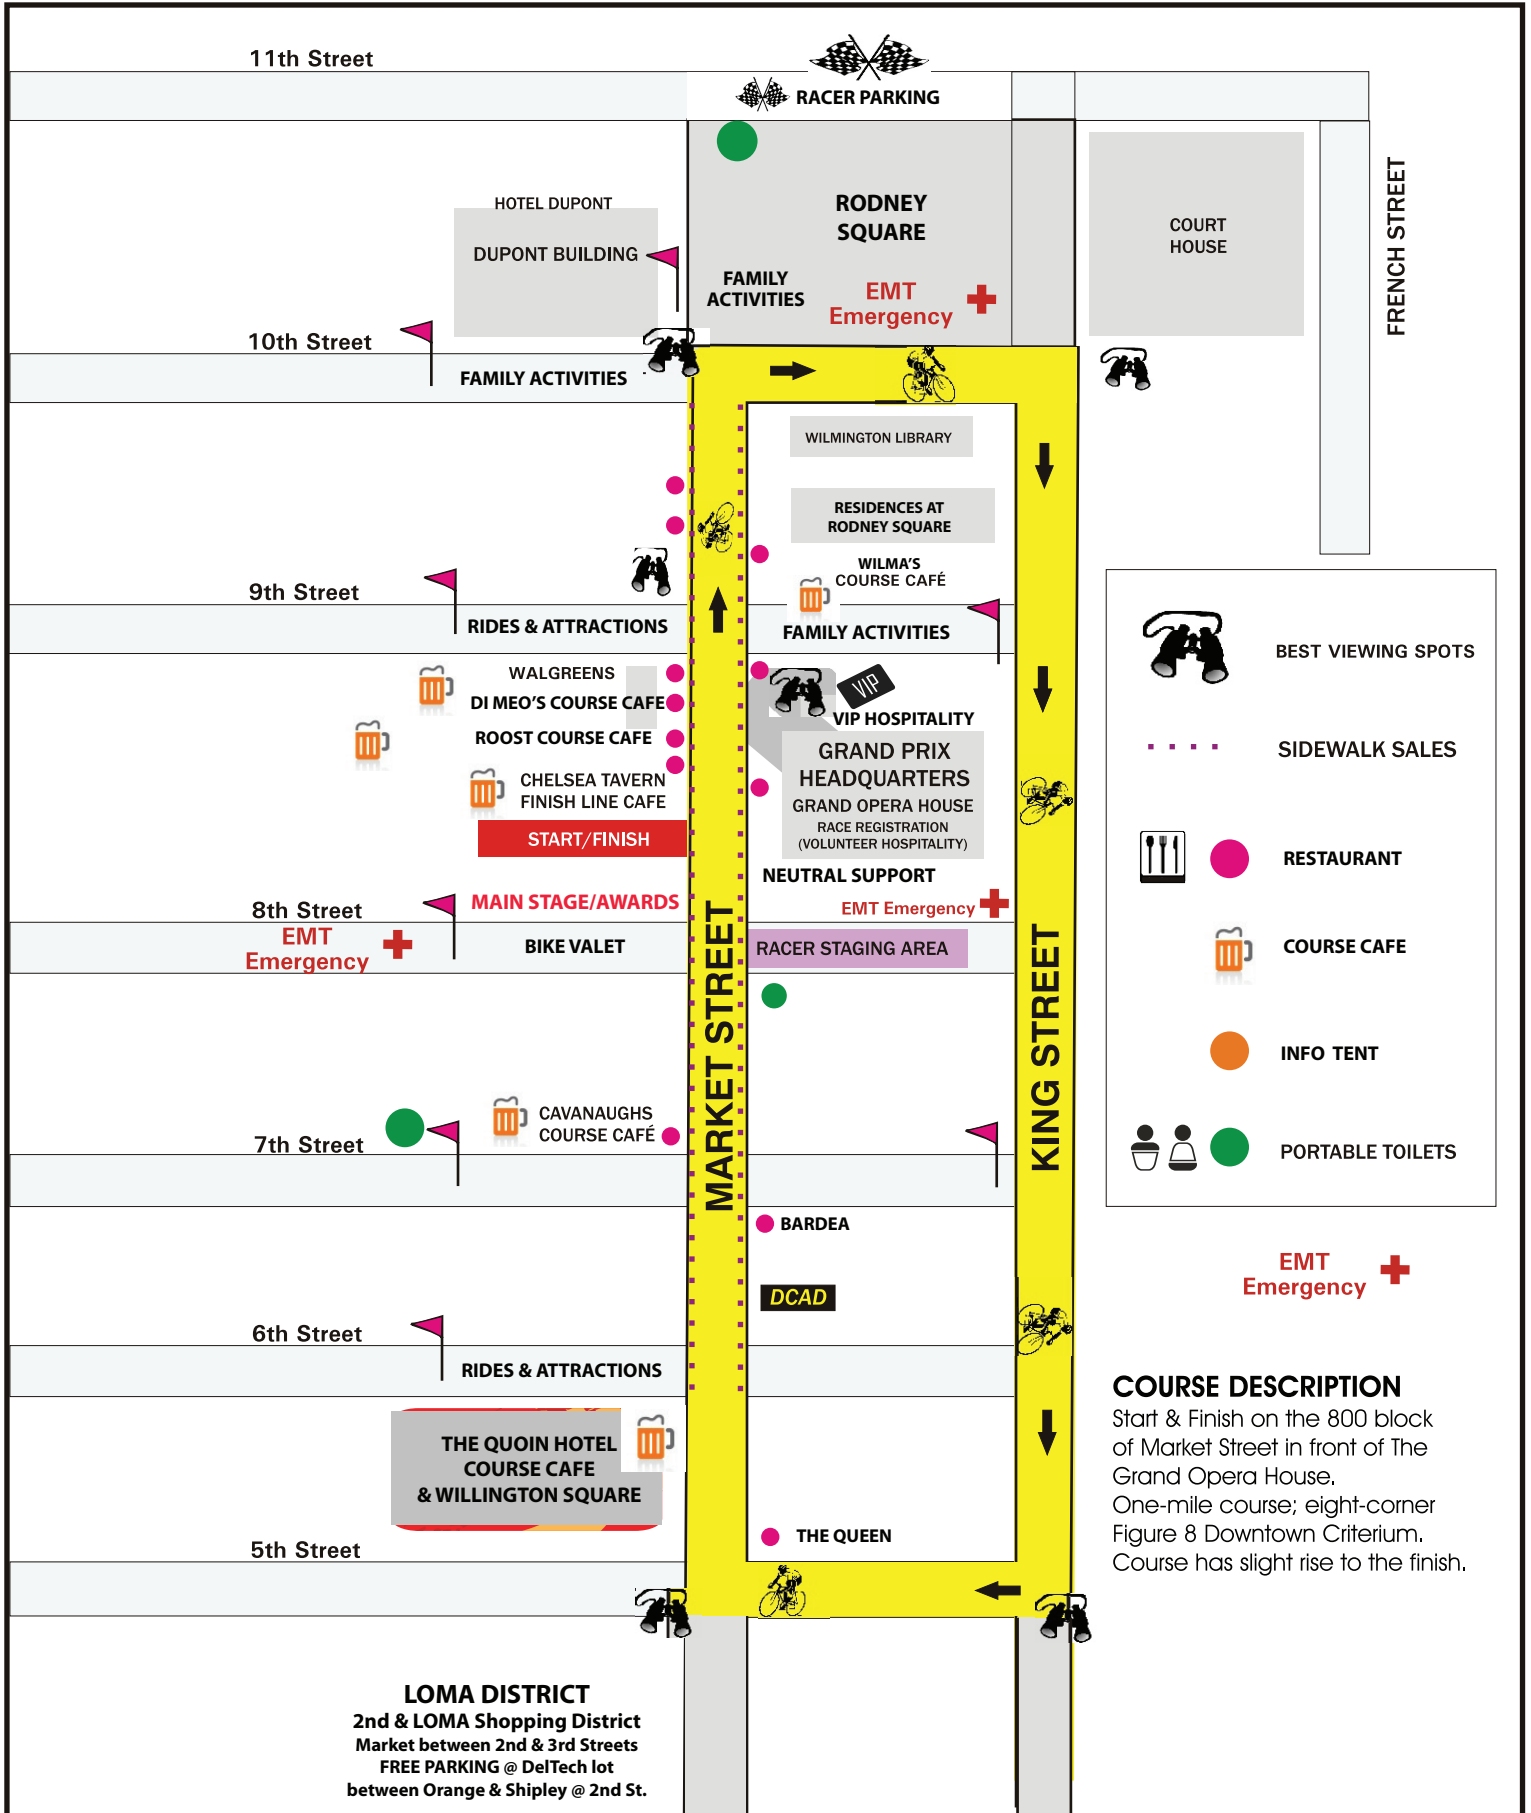 11th Street
RACER PARKING
HOTEL DUPONT
DUPONT BUILDING
RODNEY
SQUARE
FAMILY
ACTIVITIES
EMT
Emergency
COURT
HOUSE
FRENCH STREET
10th Street
FAMILY ACTIVITIES
WILMINGTON LIBRARY
RESIDENCES AT
RODNEY SQUARE
WILMA'S
COURSE CAFÉ
9th Street
RIDES & ATTRACTIONS
FAMILY ACTIVITIES
WALGREENS
DI MEO'S COURSE CAFE
ROOST COURSE CAFE
CHELSEA TAVERN
FINISH LINE CAFE
START/FINISH
VIP
VIP HOSPITALITY
GRAND PRIX
HEADQUARTERS
GRAND OPERA HOUSE
RACE REGISTRATION
(VOLUNTEER HOSPITALITY)
NEUTRAL SUPPORT
EMT Emergency
MAIN STAGE/AWARDS
8th Street
EMT
Emergency
BIKE VALET
RACER STAGING AREA
MARKET STREET
KING STREET
CAVANAUGHS
COURSE CAFÉ
7th Street
BARDEA
DCAD
6th Street
RIDES & ATTRACTIONS
THE QUOIN HOTEL
COURSE CAFE
& WILLINGTON SQUARE
THE QUEEN
5th Street
LOMA DISTRICT
2nd & LOMA Shopping District
Market between 2nd & 3rd Streets
FREE PARKING @ DelTech lot
between Orange & Shipley @ 2nd St.
BEST VIEWING SPOTS
SIDEWALK SALES
RESTAURANT
COURSE CAFE
INFO TENT
PORTABLE TOILETS
EMT
Emergency
COURSE DESCRIPTION
Start & Finish on the 800 block
of Market Street in front of The
Grand Opera House.
One-mile course; eight-corner
Figure 8 Downtown Criterium.
Course has slight rise to the finish.